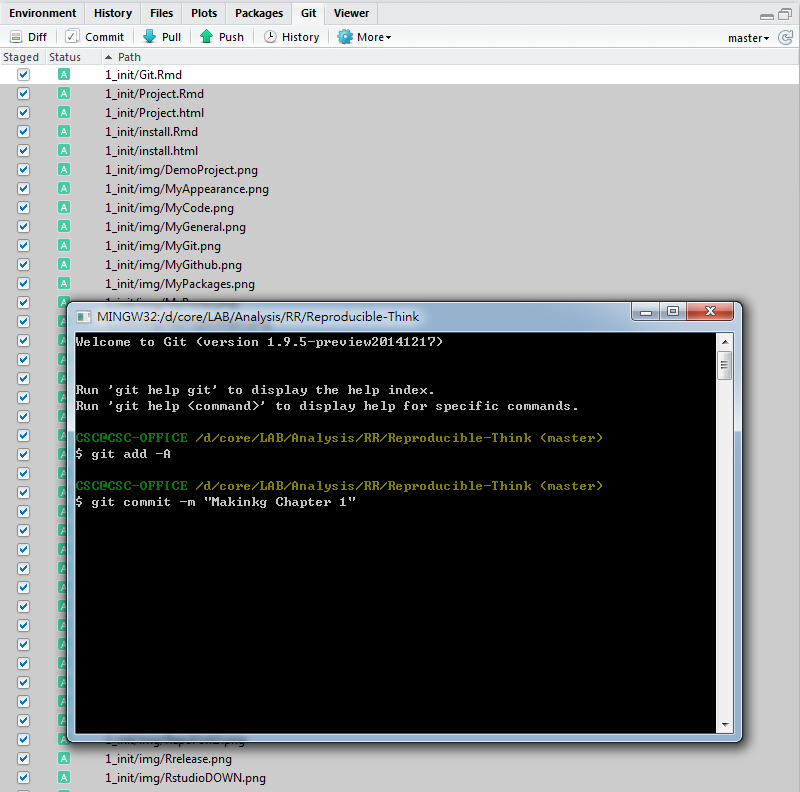 Environment History Files Plots Packages Git Viewer
Diff Commit Pull Push History More master
Staged Status Path
A 1_init/Git.Rmd
A 1_init/Project.Rmd
A 1_init/Project.html
A 1_init/install.Rmd
A 1_init/install.html
A 1_init/img/DemoProject.png
A 1_init/img/MyAppearance.png
A 1_init/img/MyCode.png
A 1_init/img/MyGeneral.png
A 1_init/img/MyGit.png
A 1_init/img/MyGithub.png
A 1_init/img/MyPackages.png
MINGW32:/d/core/LAB/Analysis/RR/Reproducible-Think
Welcome to Git (version 1.9.5-preview20141217)
Run 'git help git' to display the help index.
Run 'git help <command>' to display help for specific commands.
CSC@CSC-OFFICE /d/core/LAB/Analysis/RR/Reproducible-Think (master)
$ git add -A
CSC@CSC-OFFICE /d/core/LAB/Analysis/RR/Reproducible-Think (master)
$ git commit -m "Makinkg Chapter 1"
A 1_init/img/Rrelease.png
A 1_init/img/RstudioDOWN.png